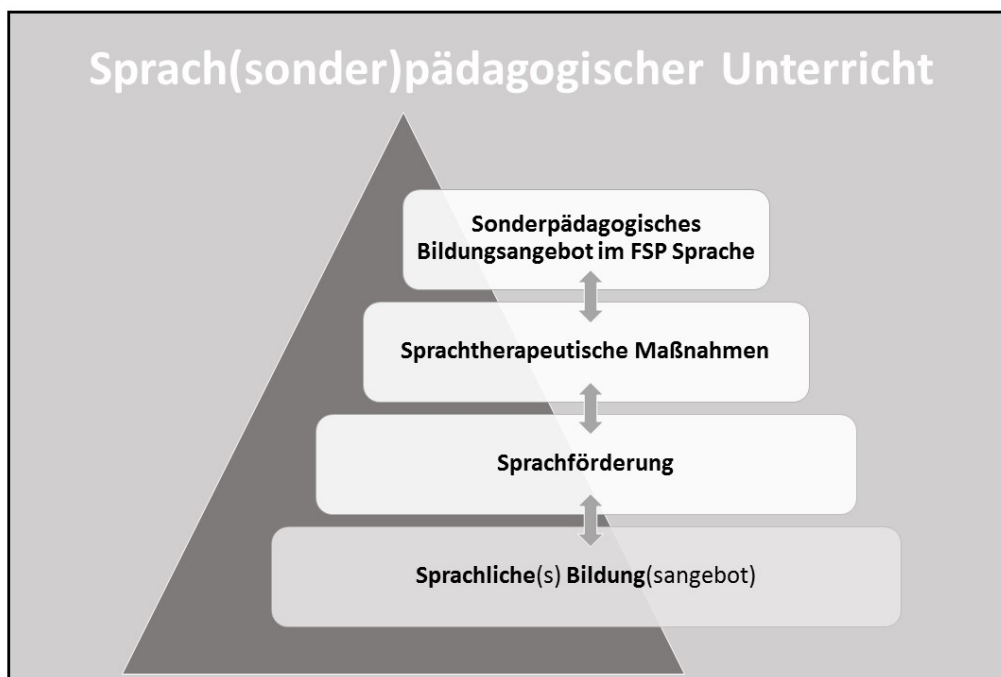 Sprach(sonder)pädagogischer Unterricht
Sonderpädagogisches
Bildungsangebot im FSP Sprache
Sprachtherapeutische Maßnahmen
Sprachförderung
Sprachliche(s) Bildung(sangebot)